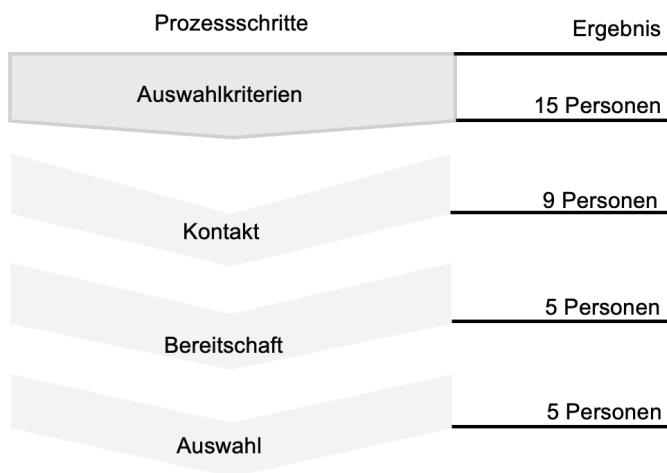 Prozessschritte
Ergebnis
Auswahlkriterien
15 Personen
Kontakt
9 Personen
Bereitschaft
5 Personen
Auswahl
5 Personen